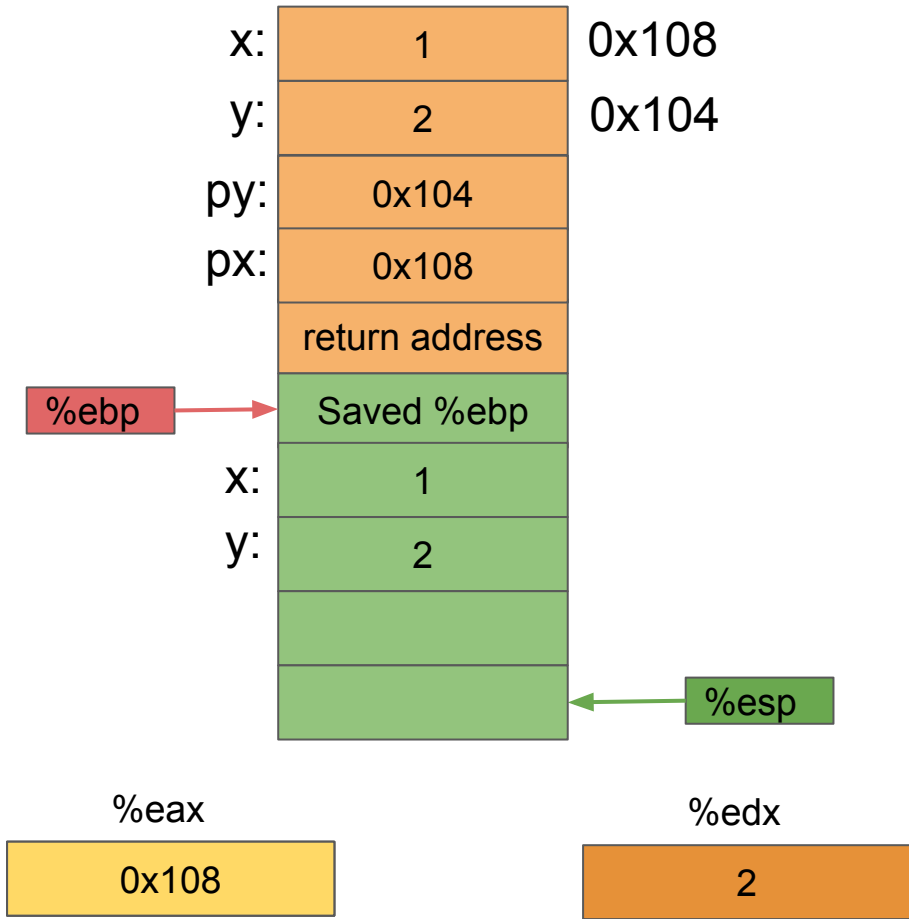 x: 1 0x108
y: 2 0x104
py: 0x104
px: 0x108
return address
%ebp Saved %ebp
x: 1
y: 2
%esp
%eax %edx
0x108 2